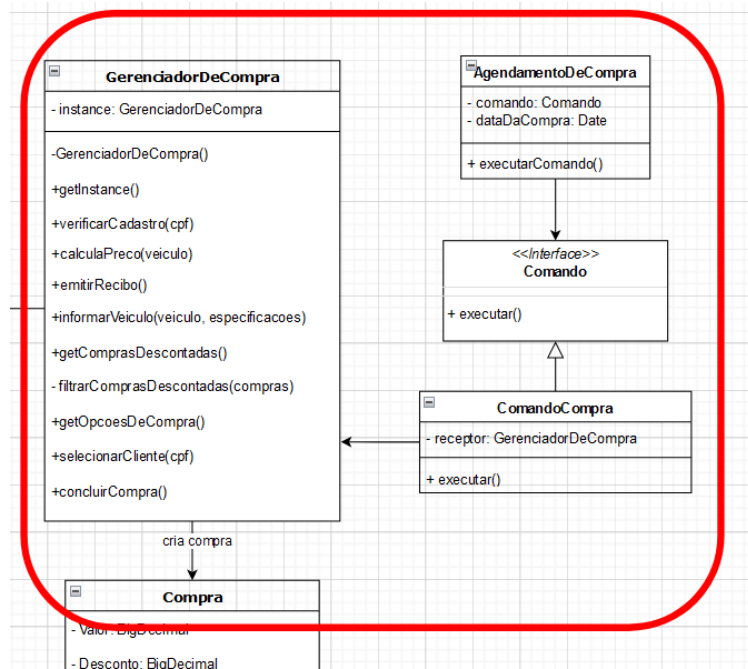 GerenciadorDeCompra
- instance: GerenciadorDeCompra
-GerenciadorDeCompra()
+getInstance()
+verificarCadastro(cpf)
+calculaPreco(veiculo)
+emitirRecibo()
+informarVeiculo(veiculo, especificacoes)
+getComprasDescontadas()
- filtrarComprasDescontadas(compras)
+getOpcoesDeCompra()
+selecionarCliente(cpf)
+concluirCompra()
cria compra
Compra
- Valor: BigDecimal
- Desconto: BigDecimal
AgendamentoDeCompra
- comando: Comando
- dataDaCompra: Date
+ executarComando()
<<Interface>>
Comando
+ executar()
ComandoCompra
- receptor: GerenciadorDeCompra
+ executar()